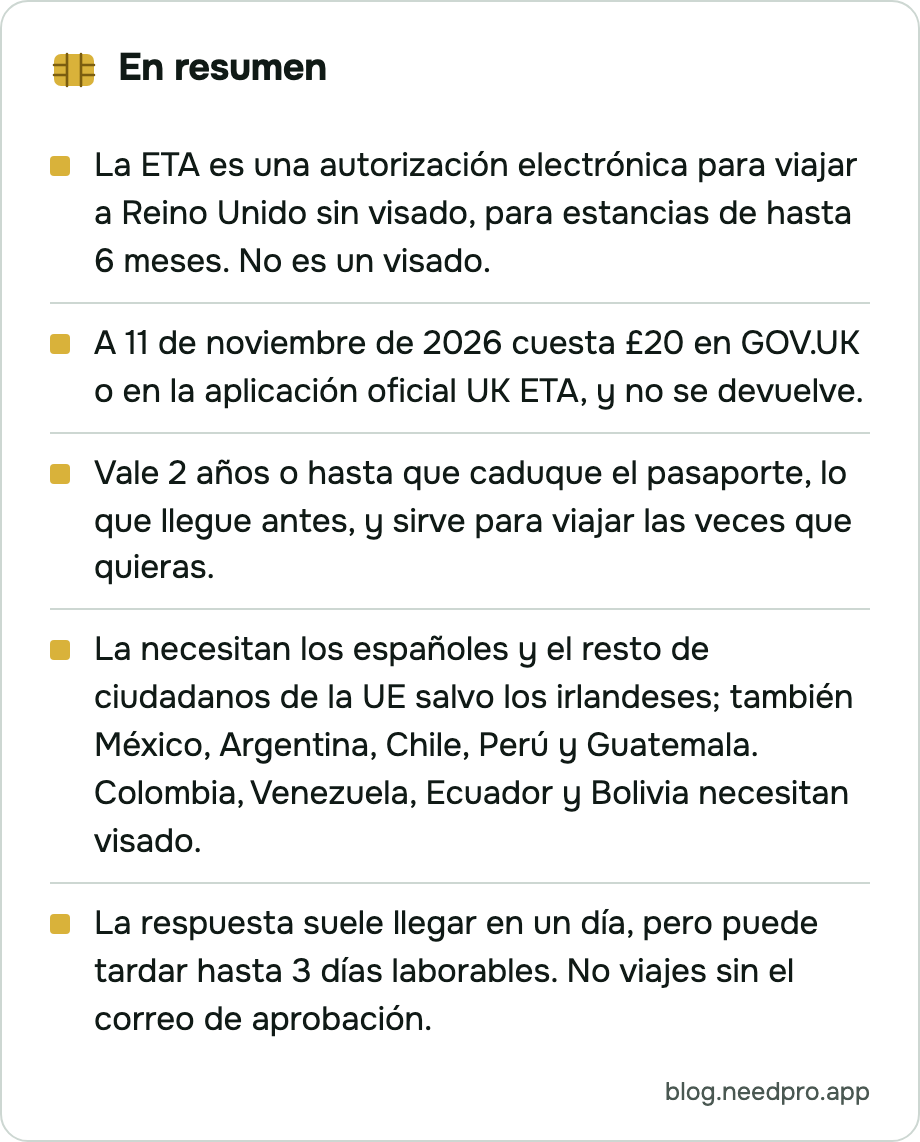 En resumen
La ETA es una autorización electrónica para viajar
a Reino Unido sin visado, para estancias de hasta
6 meses. No es un visado.
A 11 de noviembre de 2026 cuesta £20 en GOV.UK
o en la aplicación oficial UK ETA, y no se devuelve.
Vale 2 años o hasta que caduque el pasaporte, lo
que llegue antes, y sirve para viajar las veces que
quieras.
La necesitan los españoles y el resto de
ciudadanos de la UE salvo los irlandeses; también
México, Argentina, Chile, Perú y Guatemala.
Colombia, Venezuela, Ecuador y Bolivia necesitan
visado.
La respuesta suele llegar en un día, pero puede
tardar hasta 3 días laborables. No viajes sin el
correo de aprobación.
blog.needpro.app